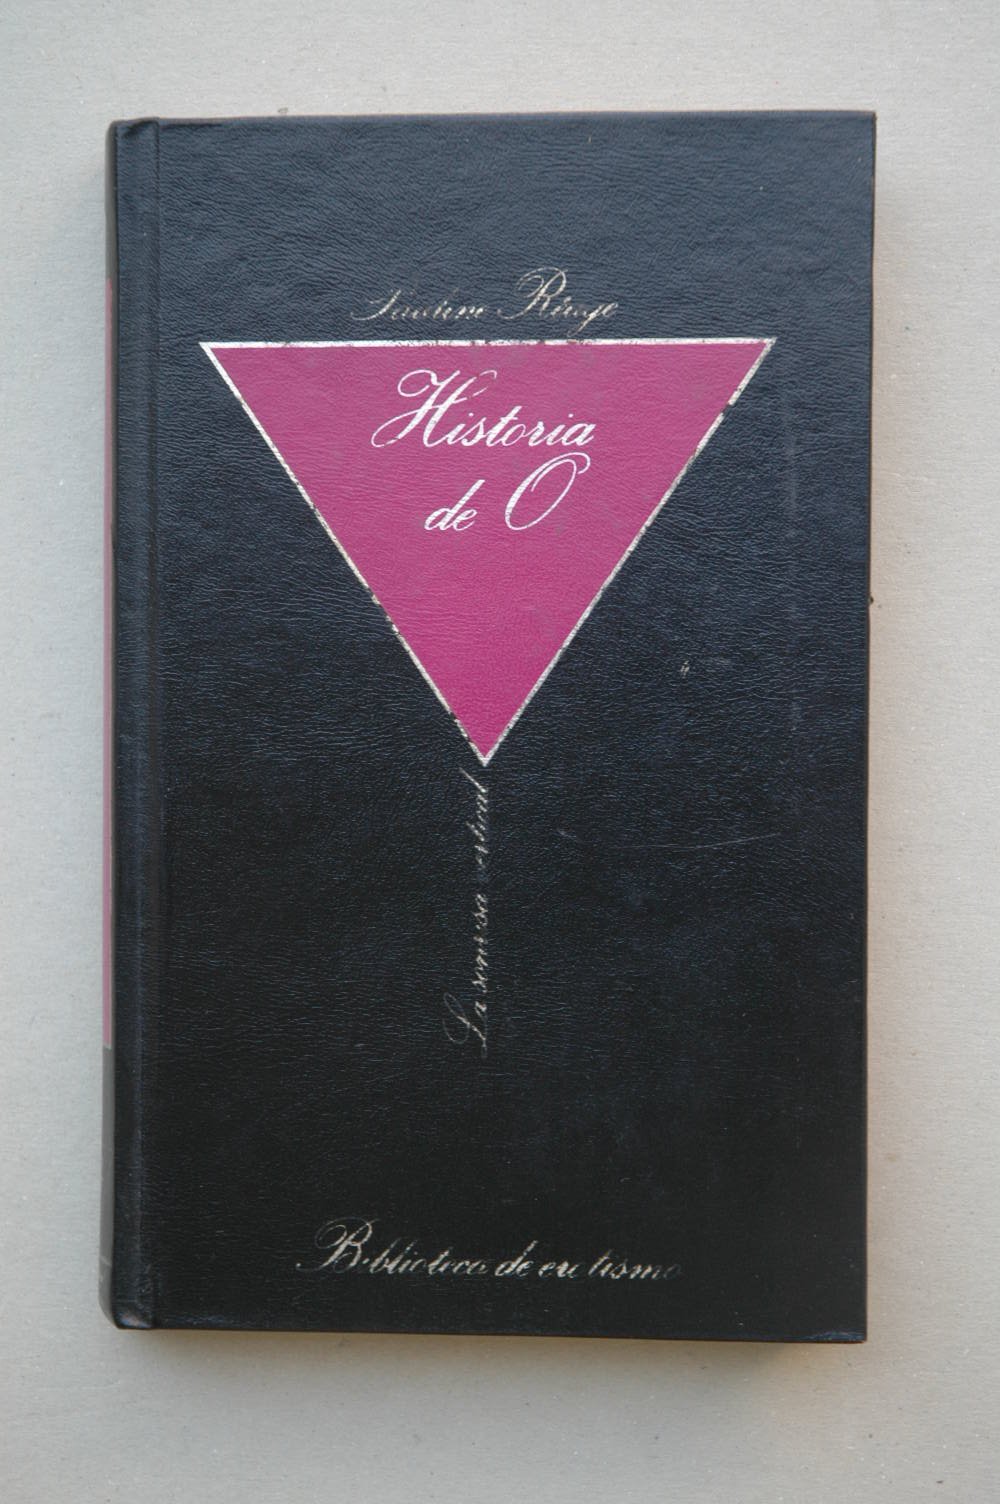 Pauline Réage
Historia
de O
La sonrisa vertical
Biblioteca de erotismo